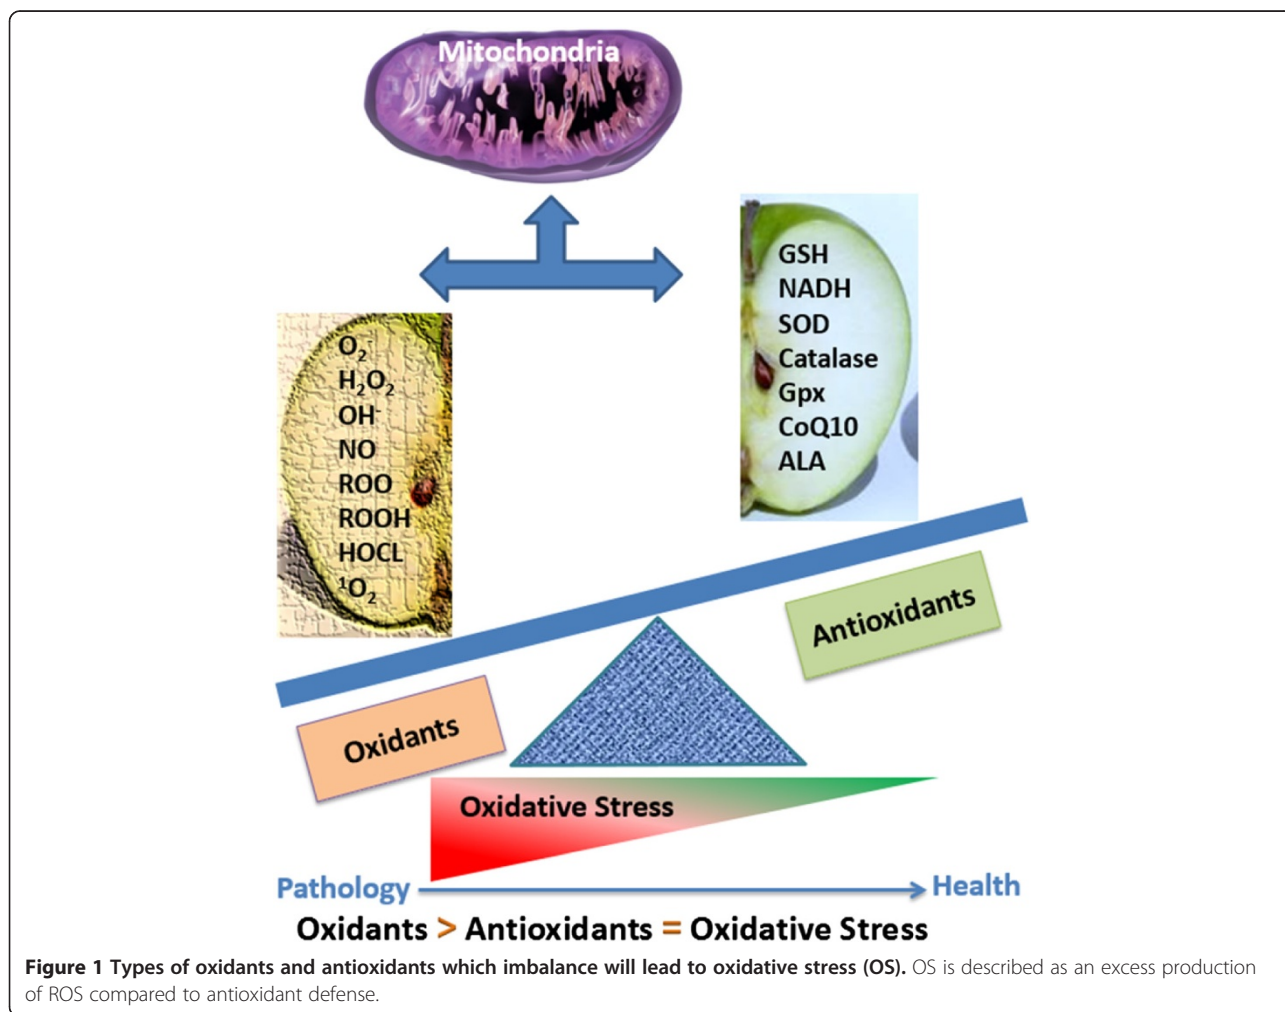 Mitochondria
GSH
NADH
SOD
Catalase
Gpx
CoQ10
ALA
O₂⁻
H₂O₂
OH⁻
NO
ROO
ROOH
HOCL
¹O₂
Antioxidants
Oxidants
Oxidative Stress
Pathology
Health
Oxidants > Antioxidants = Oxidative Stress
Figure 1 Types of oxidants and antioxidants which imbalance will lead to oxidative stress (OS). OS is described as an excess production
of ROS compared to antioxidant defense.